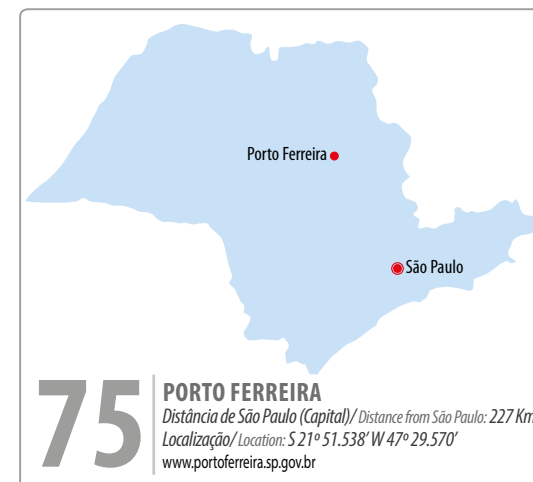 Porto Ferreira
São Paulo
75
PORTO FERREIRA
Distância de São Paulo (Capital)/ Distance from São Paulo: 227 Km
Localização/ Location: S 21º 51.538’ W 47º 29.570’
www.portoferreira.sp.gov.br